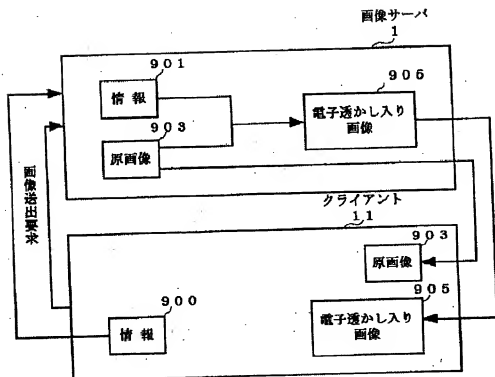 画像サーバ
1
901
情報
903
原画像
905
電子透かし入り
画像
画像送出要求
クライアント
11
903
原画像
905
900
情報
電子透かし入り
画像